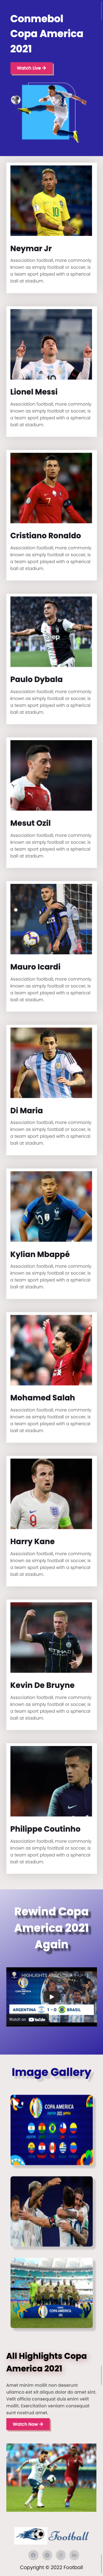 Conmebol
Copa America
2021
Watch Live
Neymar Jr
Association football, more commonly
known as simply football or soccer, is
a team sport played with a spherical
ball at stadium.
Lionel Messi
Association football, more commonly
known as simply football or soccer, is
a team sport played with a spherical
ball at stadium.
Cristiano Ronaldo
Association football, more commonly
known as simply football or soccer, is
a team sport played with a spherical
ball at stadium.
Paulo Dybala
Association football, more commonly
known as simply football or soccer, is
a team sport played with a spherical
ball at stadium.
Mesut Ozil
Association football, more commonly
known as simply football or soccer, is
a team sport played with a spherical
ball at stadium.
Mauro Icardi
Association football, more commonly
known as simply football or soccer, is
a team sport played with a spherical
ball at stadium.
Di Maria
Association football, more commonly
known as simply football or soccer, is
a team sport played with a spherical
ball at stadium.
Kylian Mbappé
Association football, more commonly
known as simply football or soccer, is
a team sport played with a spherical
ball at stadium.
Mohamed Salah
Association football, more commonly
known as simply football or soccer, is
a team sport played with a spherical
ball at stadium.
Harry Kane
Association football, more commonly
known as simply football or soccer, is
a team sport played with a spherical
ball at stadium.
Kevin De Bruyne
Association football, more commonly
known as simply football or soccer, is
a team sport played with a spherical
ball at stadium.
Philippe Coutinho
Association football, more commonly
known as simply football or soccer, is
a team sport played with a spherical
ball at stadium.
Rewind Copa
America 2021
Again
HIGHLIGHTS
ARGENTINA 1 - 0 BRASIL
Watch on YouTube
Image Gallery
COPA AMERICA
All Highlights Copa
America 2021
Amet minim mollit non deserunt
ullamco est sit aliqua dolor do amet sint.
Velit officia consequat duis enim velit
mollit. Exercitation veniam consequat
sunt nostrud amet.
Watch Now
Football
Copyright © 2022 Football